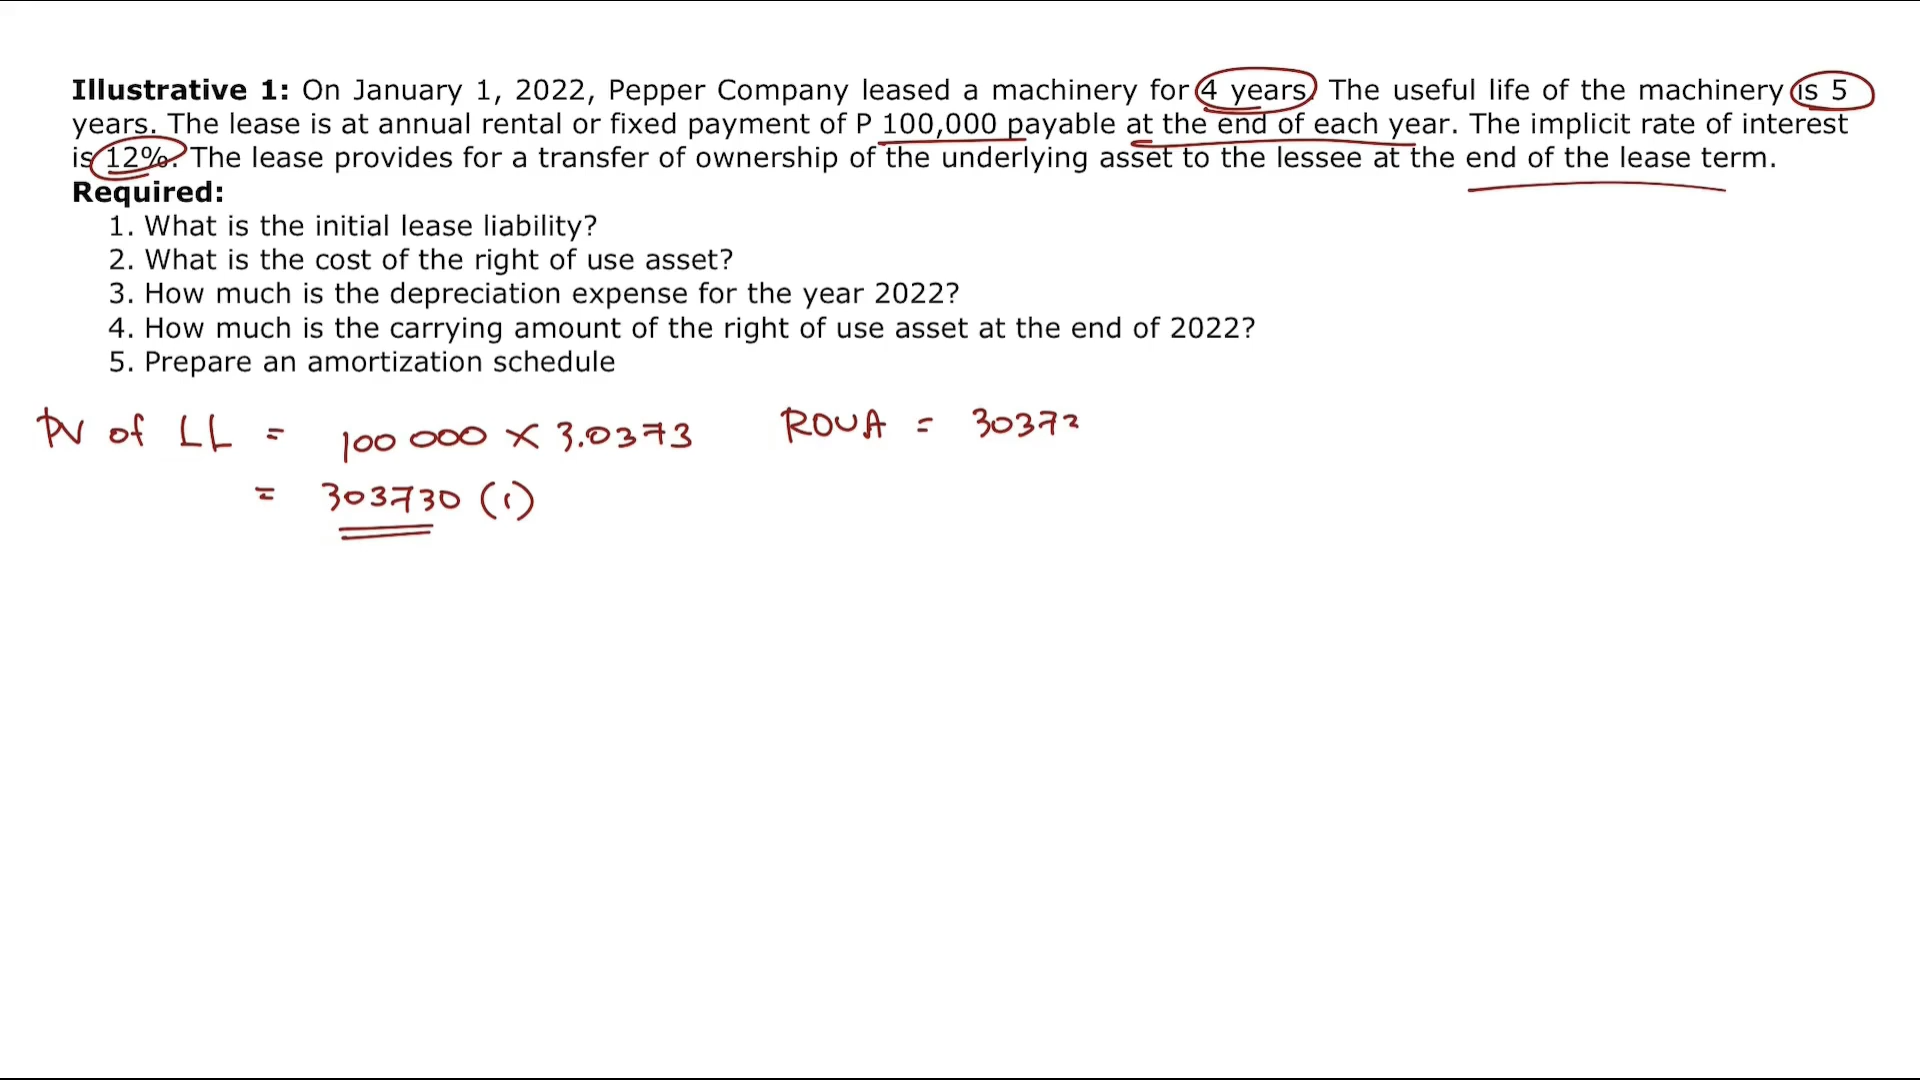 Illustrative 1: On January 1, 2022, Pepper Company leased a machinery for 4 years. The useful life of the machinery is 5
years. The lease is at annual rental or fixed payment of P 100,000 payable at the end of each year. The implicit rate of interest
is 12%. The lease provides for a transfer of ownership of the underlying asset to the lessee at the end of the lease term.
Required:
1. What is the initial lease liability?
2. What is the cost of the right of use asset?
3. How much is the depreciation expense for the year 2022?
4. How much is the carrying amount of the right of use asset at the end of 2022?
5. Prepare an amortization schedule
PV of LL = 100 000 × 3.0373 ROUA = 3037
= 303730 (1)